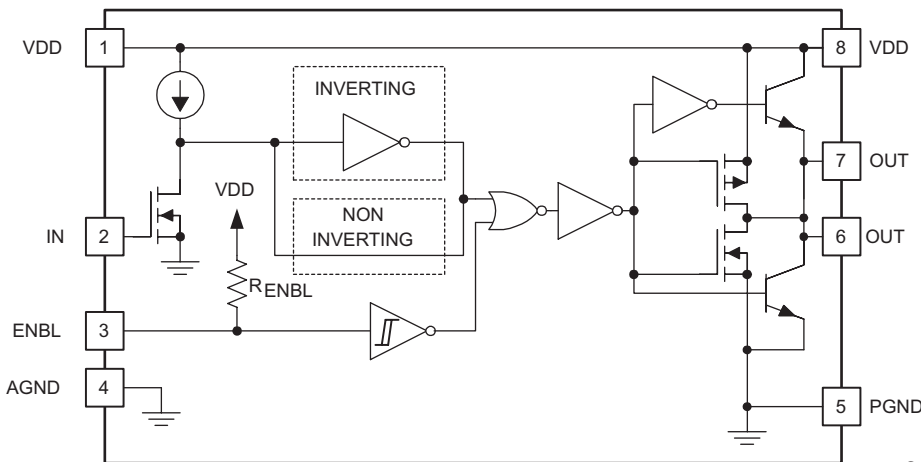 VDD 1
8 VDD
INVERTING
7 OUT
VDD
NON
INVERTING
IN 2
6 OUT
RENBL
ENBL 3
AGND 4
5 PGND